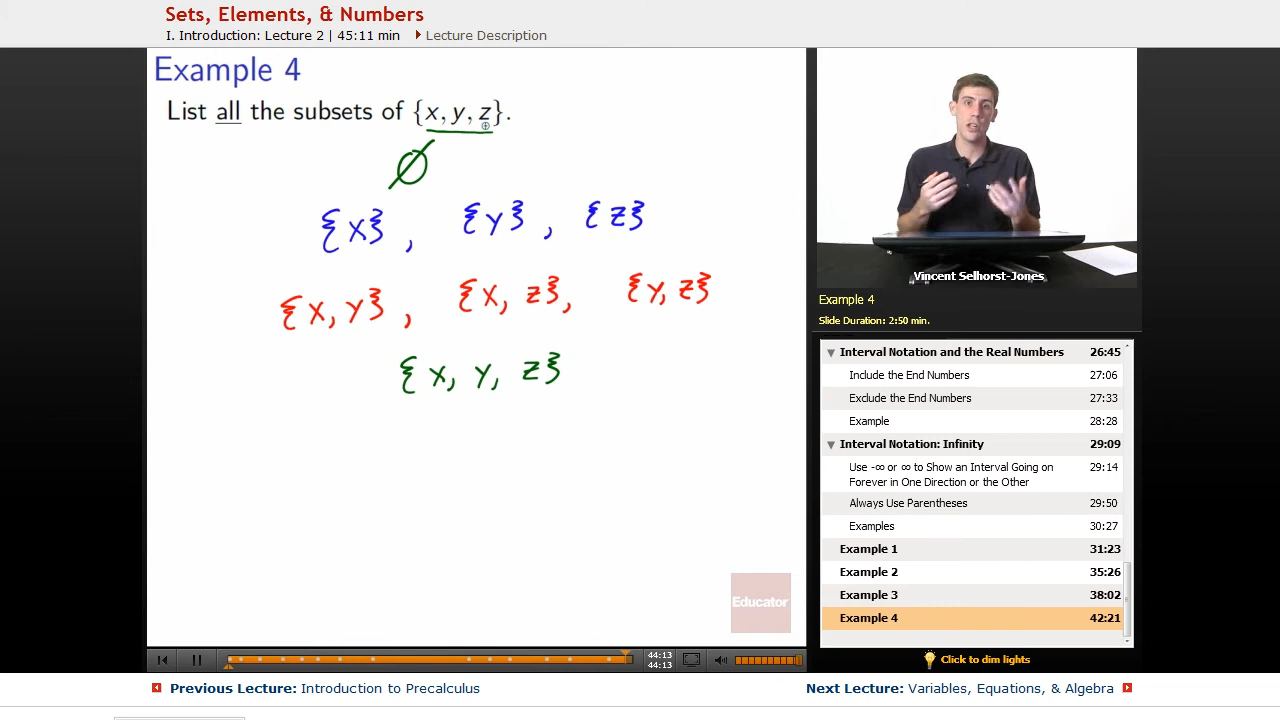 Sets, Elements, & Numbers
I. Introduction: Lecture 2 | 45:11 min Lecture Description
Example 4
List all the subsets of {x, y, z}.
∅
{x}, {y}, {z}
{x, y}, {x, z}, {y, z}
{x, y, z}
Educator
Vincent Selhorst-Jones
Example 4
Slide Duration: 2:50 min.
Interval Notation and the Real Numbers 26:45
Include the End Numbers 27:06
Exclude the End Numbers 27:33
Example 28:28
Interval Notation: Infinity 29:09
Use -∞ or ∞ to Show an Interval Going on 29:14
Forever in One Direction or the Other
Always Use Parentheses 29:50
Examples 30:27
Example 1 31:23
Example 2 35:26
Example 3 38:02
Example 4 42:21
44:13
44:13
Click to dim lights
Previous Lecture: Introduction to Precalculus
Next Lecture: Variables, Equations, & Algebra